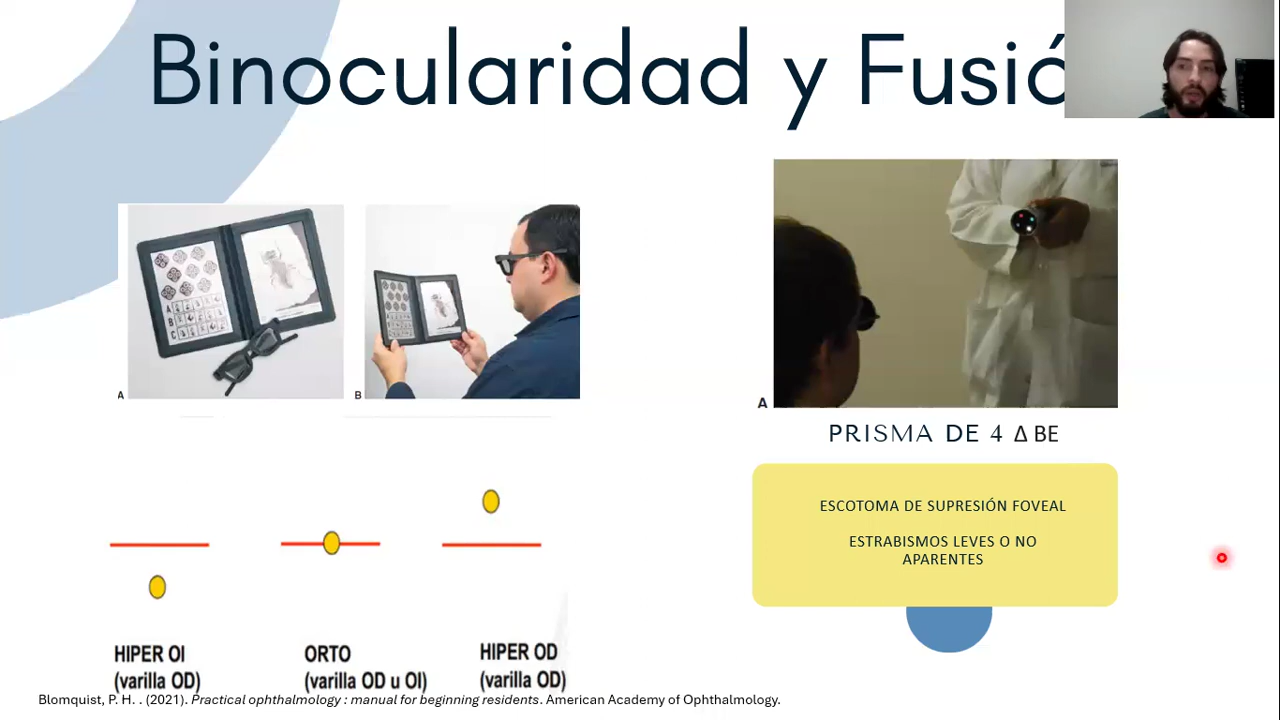 Binocularidad y Fusió
A
B
A
PRISMA DE 4 Δ BE
ESCOTOMA DE SUPRESIÓN FOVEAL
ESTRABISMOS LEVES O NO
APARENTES
HIPER OI
(varilla OD)
ORTO
(varilla OD u OI)
HIPER OD
(varilla OD)
Blomquist, P. H. . (2021). Practical ophthalmology : manual for beginning residents. American Academy of Ophthalmology.